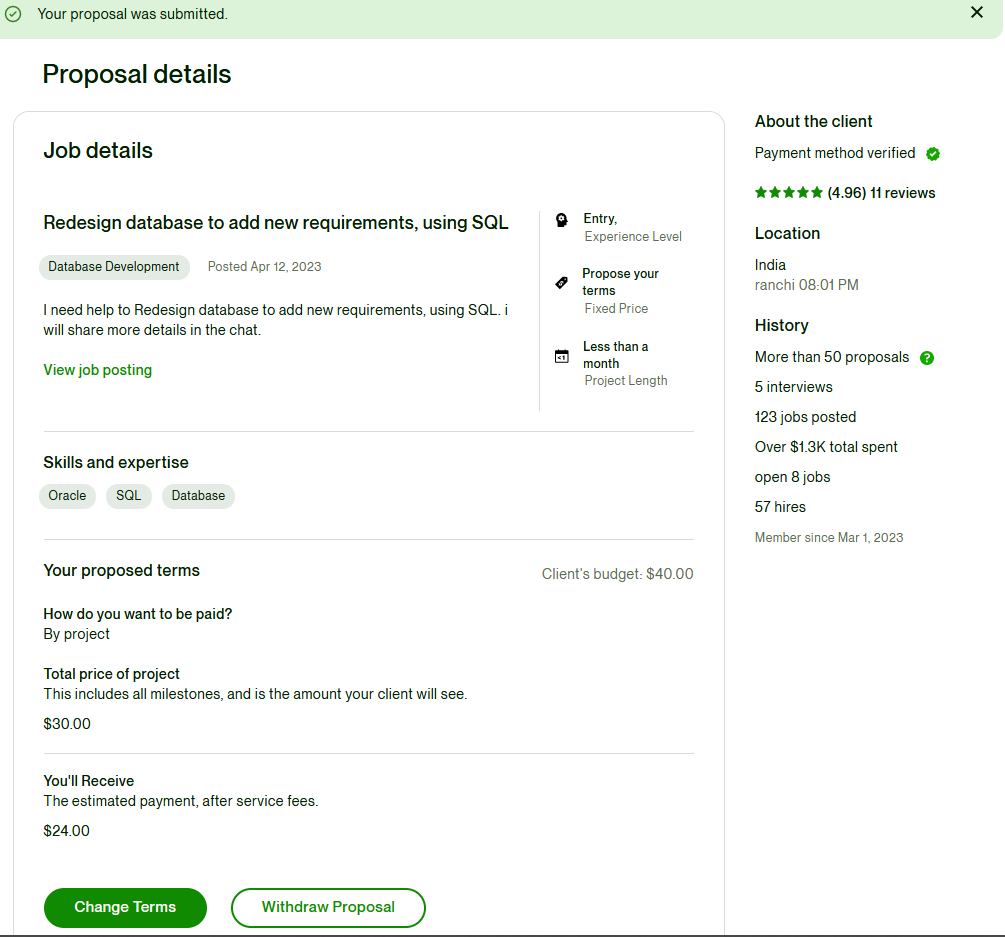 Your proposal was submitted.
Proposal details
Job details
Redesign database to add new requirements, using SQL
Database Development
Posted Apr 12, 2023
I need help to Redesign database to add new requirements, using SQL. i
will share more details in the chat.
View job posting
Entry,
Experience Level
Propose your
terms
Fixed Price
<1
Less than a
month
Project Length
Skills and expertise
Oracle
SQL
Database
Your proposed terms
Client's budget: $40.00
How do you want to be paid?
By project
Total price of project
This includes all milestones, and is the amount your client will see.
$30.00
You'll Receive
The estimated payment, after service fees.
$24.00
Change Terms
Withdraw Proposal
About the client
Payment method verified
(4.96) 11 reviews
Location
India
ranchi 08:01 PM
History
More than 50 proposals ?
5 interviews
123 jobs posted
Over $1.3K total spent
open 8 jobs
57 hires
Member since Mar 1, 2023